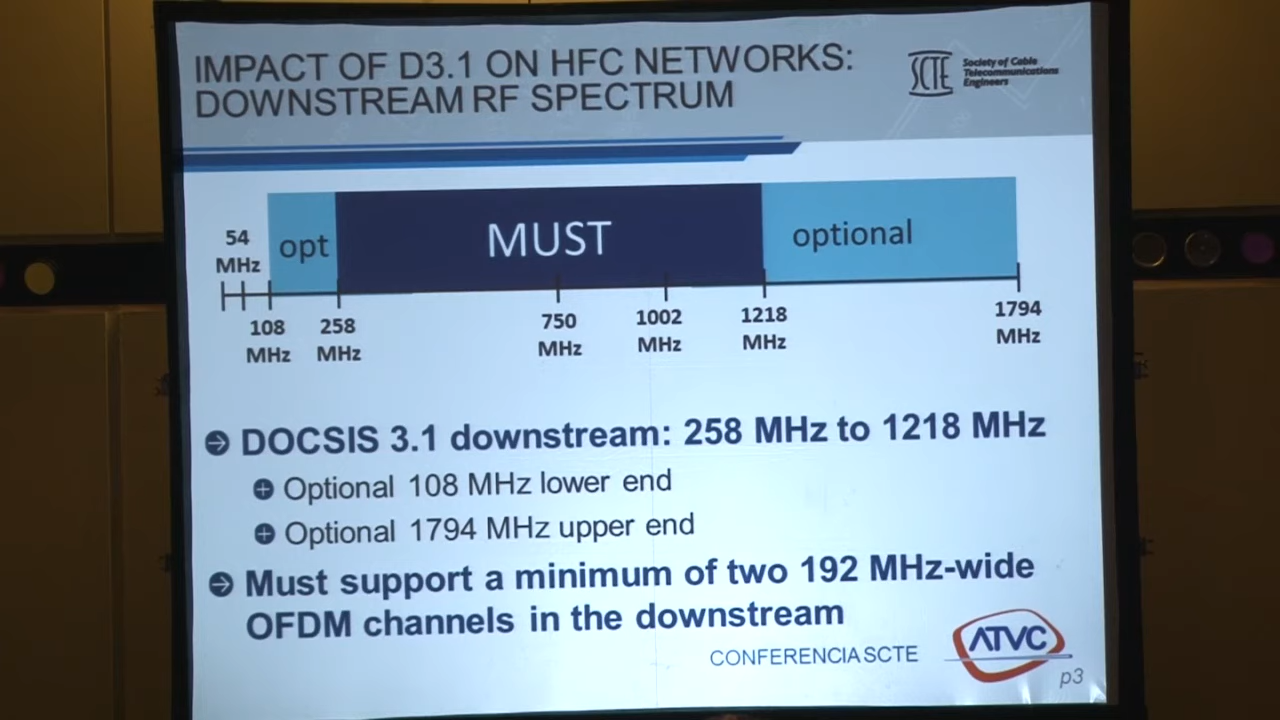 IMPACT OF D3.1 ON HFC NETWORKS:
DOWNSTREAM RF SPECTRUM
SCTE
Society of Cable
Telecommunications
Engineers
opt
MUST
optional
54
MHz
108
MHz
258
MHz
750
MHz
1002
MHz
1218
MHz
1794
MHz
DOCSIS 3.1 downstream: 258 MHz to 1218 MHz
Optional 108 MHz lower end
Optional 1794 MHz upper end
Must support a minimum of two 192 MHz-wide
OFDM channels in the downstream
CONFERENCIA SCTE
ATVC
p3